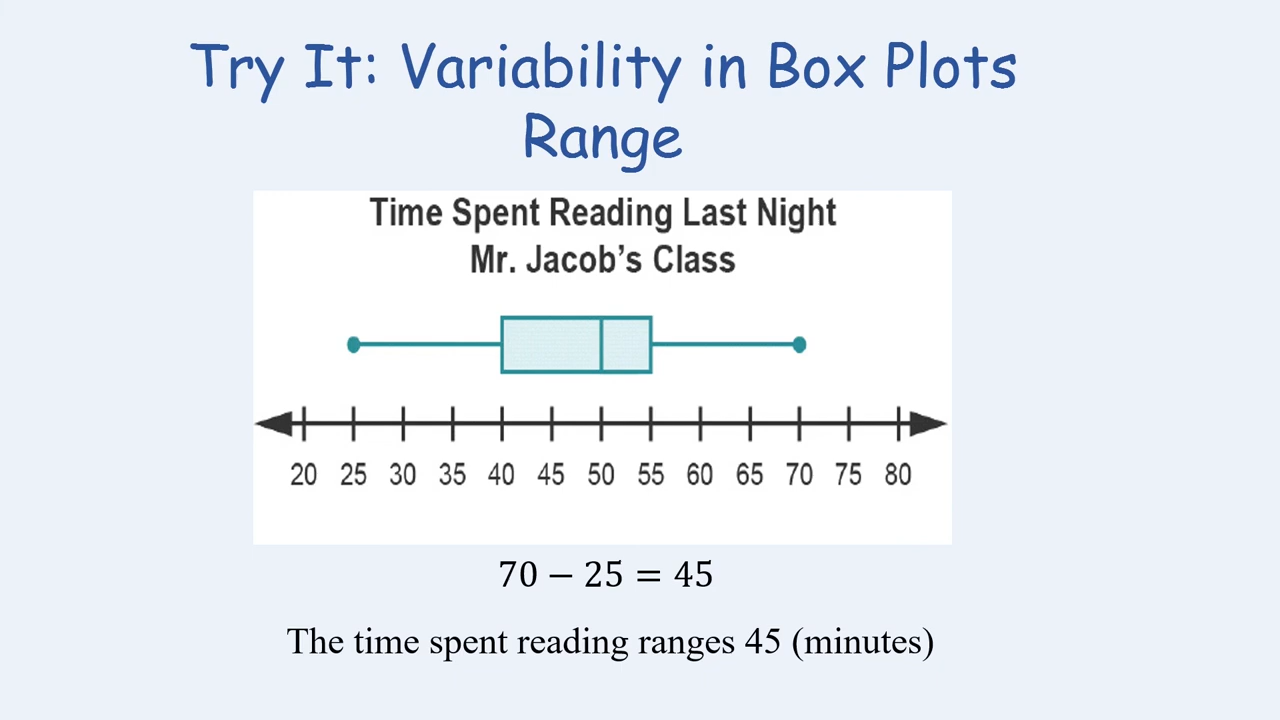 Try It: Variability in Box Plots
Range
Time Spent Reading Last Night
Mr. Jacob's Class
20 25 30 35 40 45 50 55 60 65 70 75 80
70 − 25 = 45
The time spent reading ranges 45 (minutes)